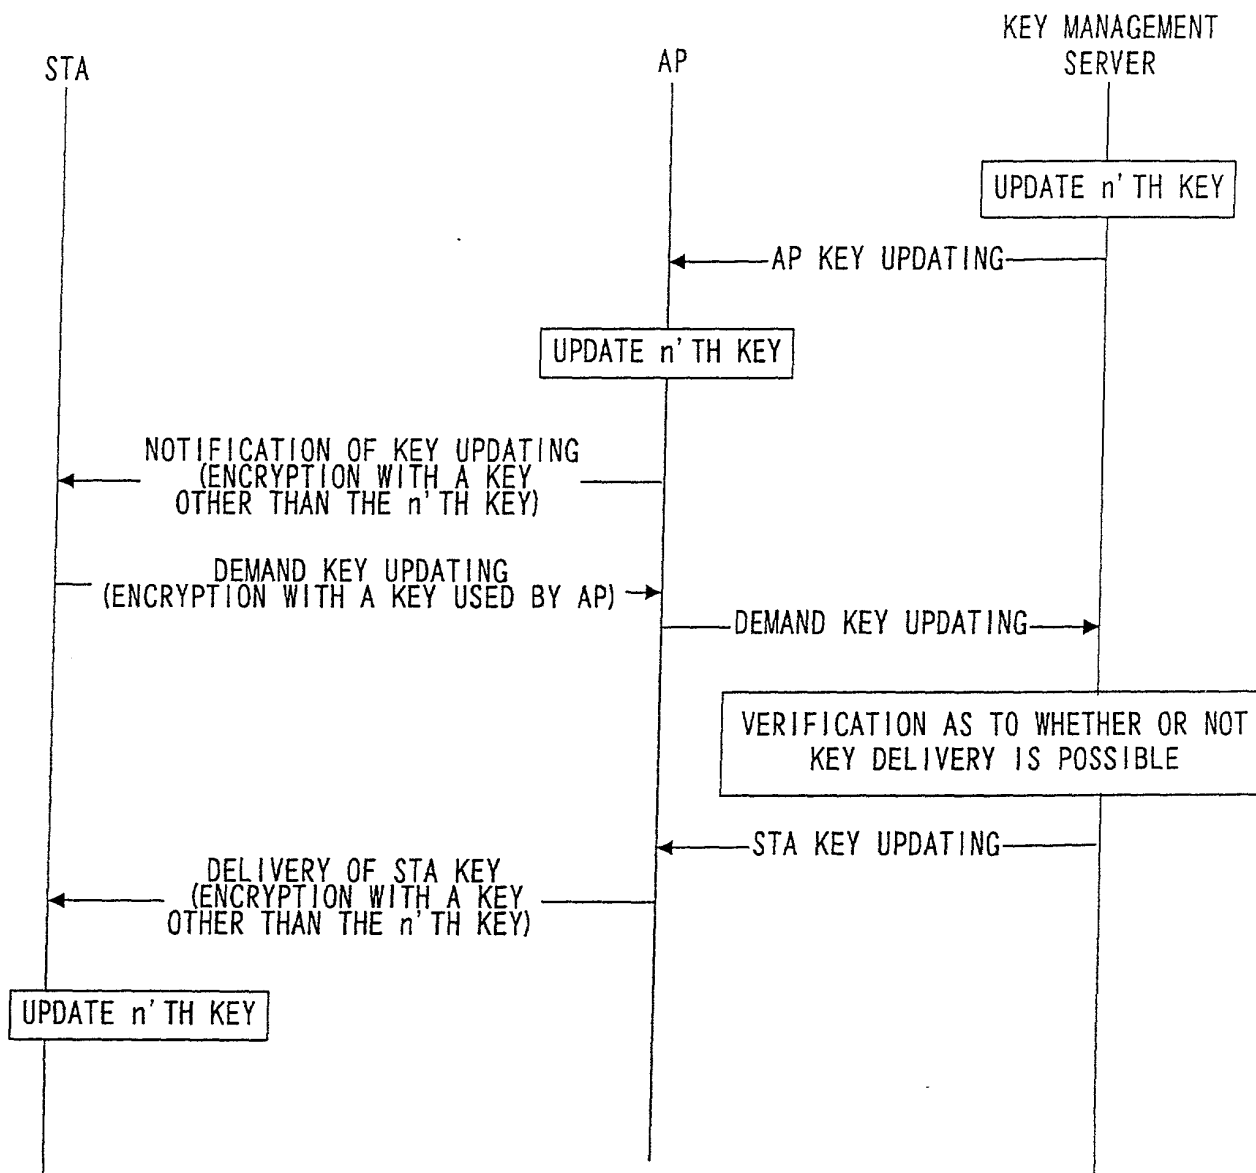 STA
AP
KEY MANAGEMENT
SERVER
UPDATE n'TH KEY
AP KEY UPDATING
UPDATE n'TH KEY
NOTIFICATION OF KEY UPDATING
(ENCRYPTION WITH A KEY
OTHER THAN THE n'TH KEY)
DEMAND KEY UPDATING
(ENCRYPTION WITH A KEY USED BY AP)
DEMAND KEY UPDATING
VERIFICATION AS TO WHETHER OR NOT
KEY DELIVERY IS POSSIBLE
STA KEY UPDATING
DELIVERY OF STA KEY
(ENCRYPTION WITH A KEY
OTHER THAN THE n'TH KEY)
UPDATE n'TH KEY